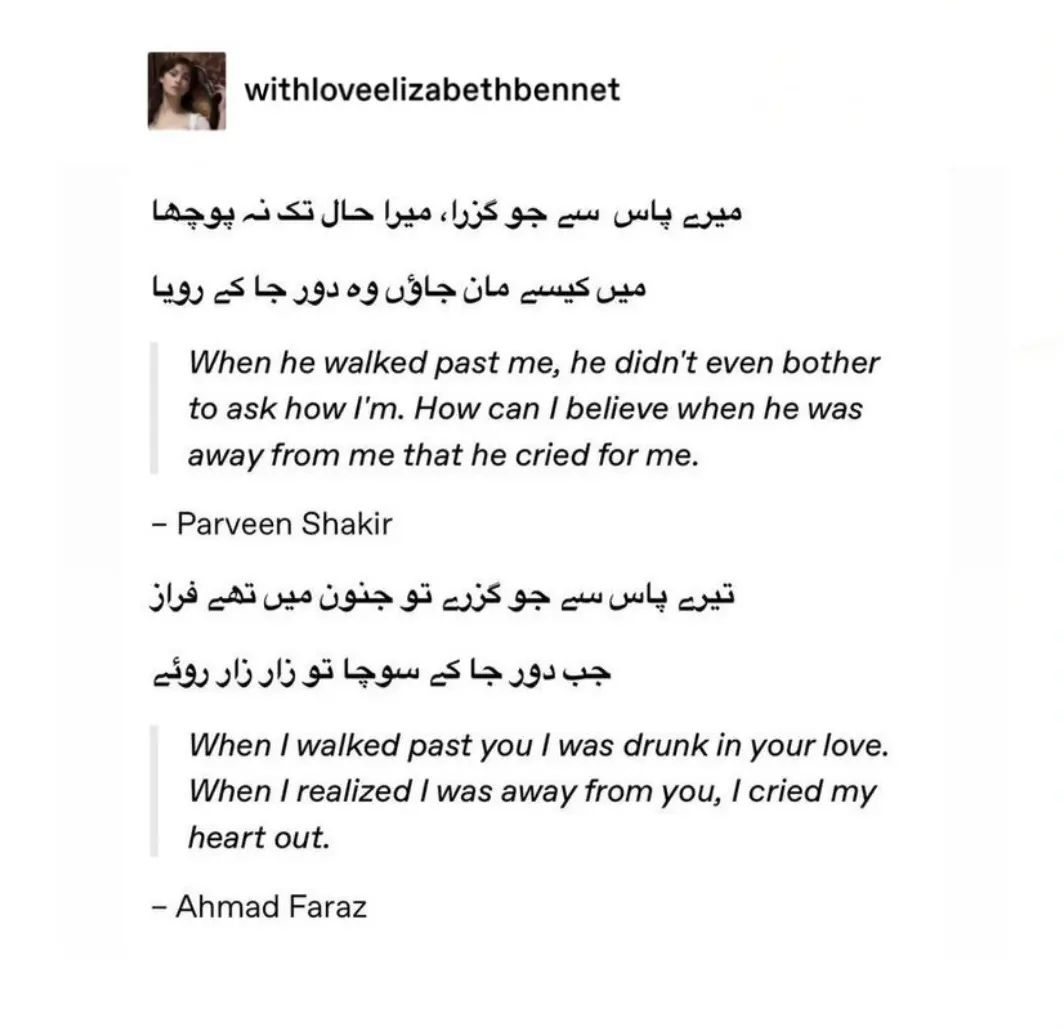 withloveelizabethbennet
میرے پاس سے جو گزرا، میرا حال تک نہ پوچھا
میں کیسے مان جاؤں وہ دور جا کے رویا
When he walked past me, he didn't even bother
to ask how I'm. How can I believe when he was
away from me that he cried for me.
– Parveen Shakir
تیرے پاس سے جو گزرے تو جنون میں تھے فراز
جب دور جا کے سوچا تو زار زار روئے
When I walked past you I was drunk in your love.
When I realized I was away from you, I cried my
heart out.
– Ahmad Faraz